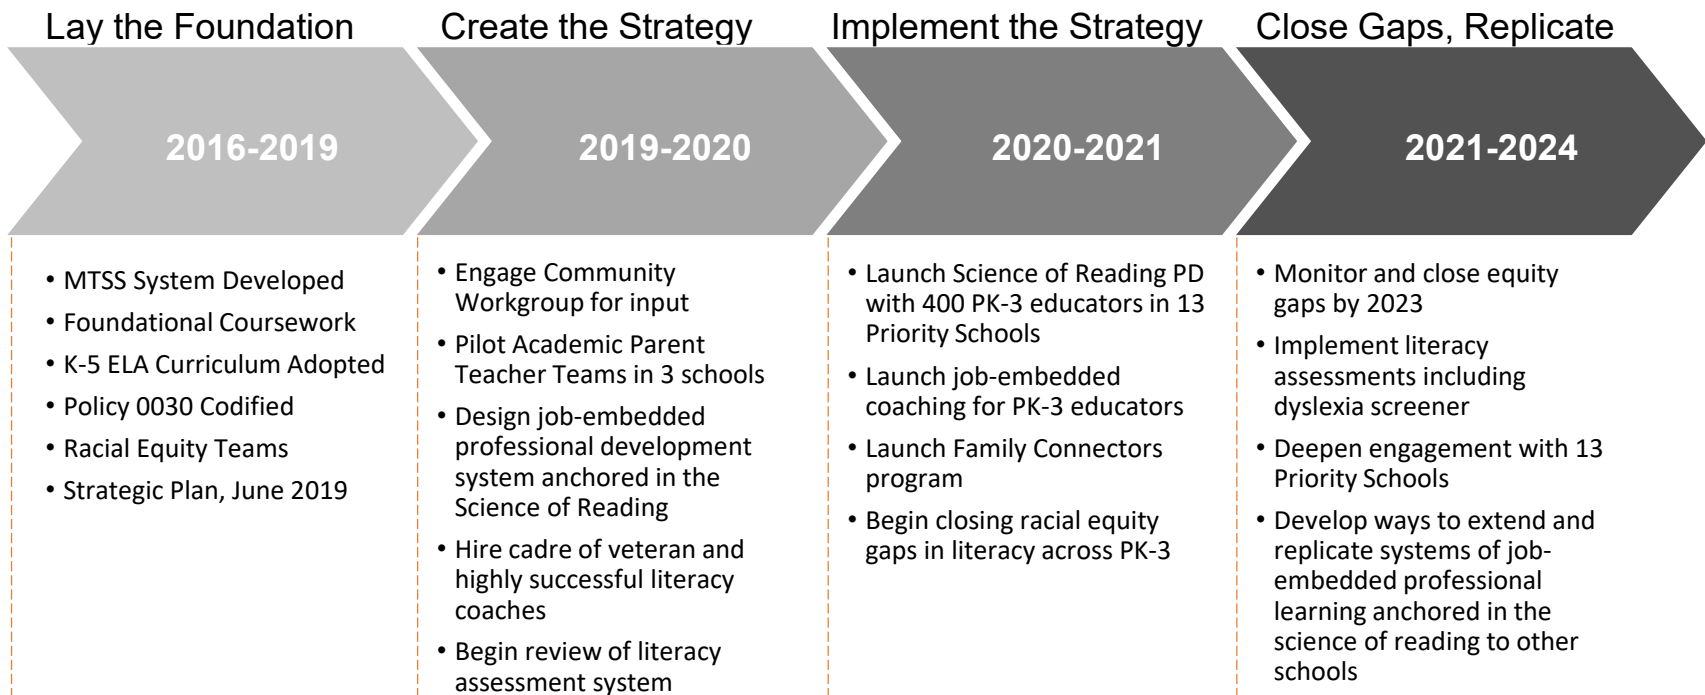 Lay the Foundation
Create the Strategy
Implement the Strategy
Close Gaps, Replicate
2016-2019
2019-2020
2020-2021
2021-2024
• MTSS System Developed
• Foundational Coursework
• K-5 ELA Curriculum Adopted
• Policy 0030 Codified
• Racial Equity Teams
• Strategic Plan, June 2019
• Engage Community
Workgroup for input
• Pilot Academic Parent
Teacher Teams in 3 schools
• Design job-embedded
professional development
system anchored in the
Science of Reading
• Hire cadre of veteran and
highly successful literacy
coaches
• Begin review of literacy
assessment system
• Launch Science of Reading PD
with 400 PK-3 educators in 13
Priority Schools
• Launch job-embedded
coaching for PK-3 educators
• Launch Family Connectors
program
• Begin closing racial equity
gaps in literacy across PK-3
• Monitor and close equity
gaps by 2023
• Implement literacy
assessments including
dyslexia screener
• Deepen engagement with 13
Priority Schools
• Develop ways to extend and
replicate systems of job-
embedded professional
learning anchored in the
science of reading to other
schools